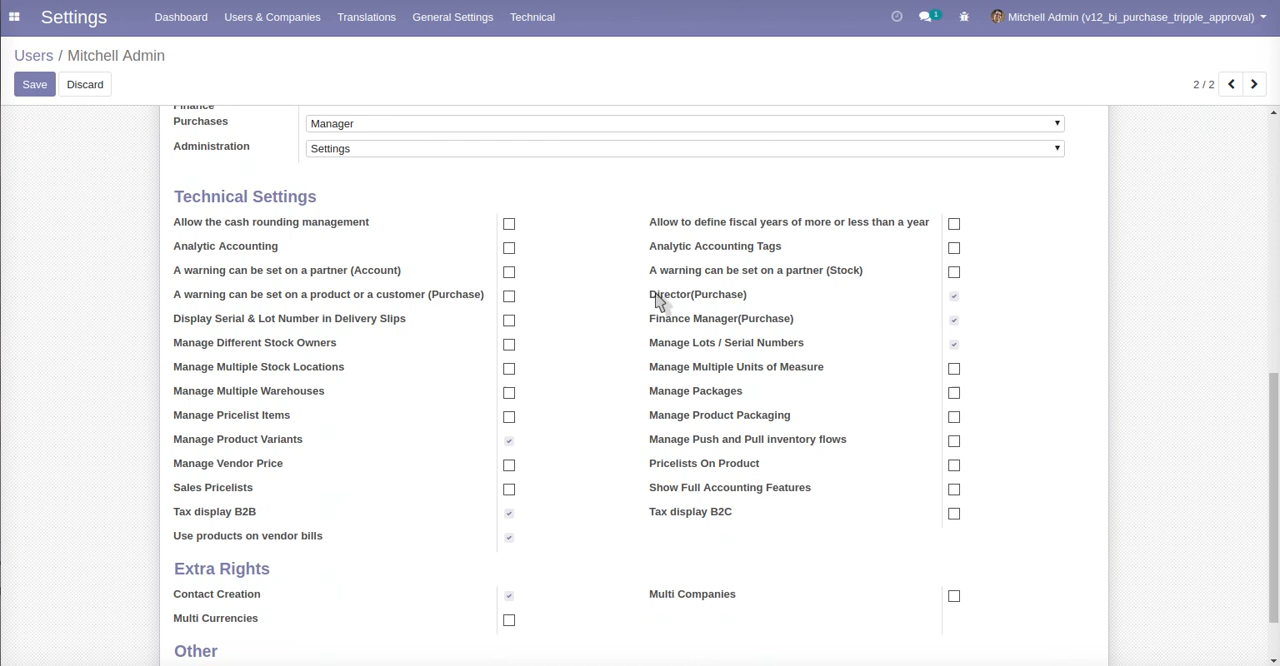 Settings Dashboard Users & Companies Translations General Settings Technical 1 Mitchell Admin (v12_bi_purchase_tripple_approval)
Users / Mitchell Admin
Save Discard 2 / 2
Finance
Purchases Manager
Administration Settings
Technical Settings
Allow the cash rounding management Allow to define fiscal years of more or less than a year
Analytic Accounting Analytic Accounting Tags
A warning can be set on a partner (Account) A warning can be set on a partner (Stock)
A warning can be set on a product or a customer (Purchase) Director(Purchase)
Display Serial & Lot Number in Delivery Slips Finance Manager(Purchase)
Manage Different Stock Owners Manage Lots / Serial Numbers
Manage Multiple Stock Locations Manage Multiple Units of Measure
Manage Multiple Warehouses Manage Packages
Manage Pricelist Items Manage Product Packaging
Manage Product Variants Manage Push and Pull inventory flows
Manage Vendor Price Pricelists On Product
Sales Pricelists Show Full Accounting Features
Tax display B2B Tax display B2C
Use products on vendor bills
Extra Rights
Contact Creation Multi Companies
Multi Currencies
Other